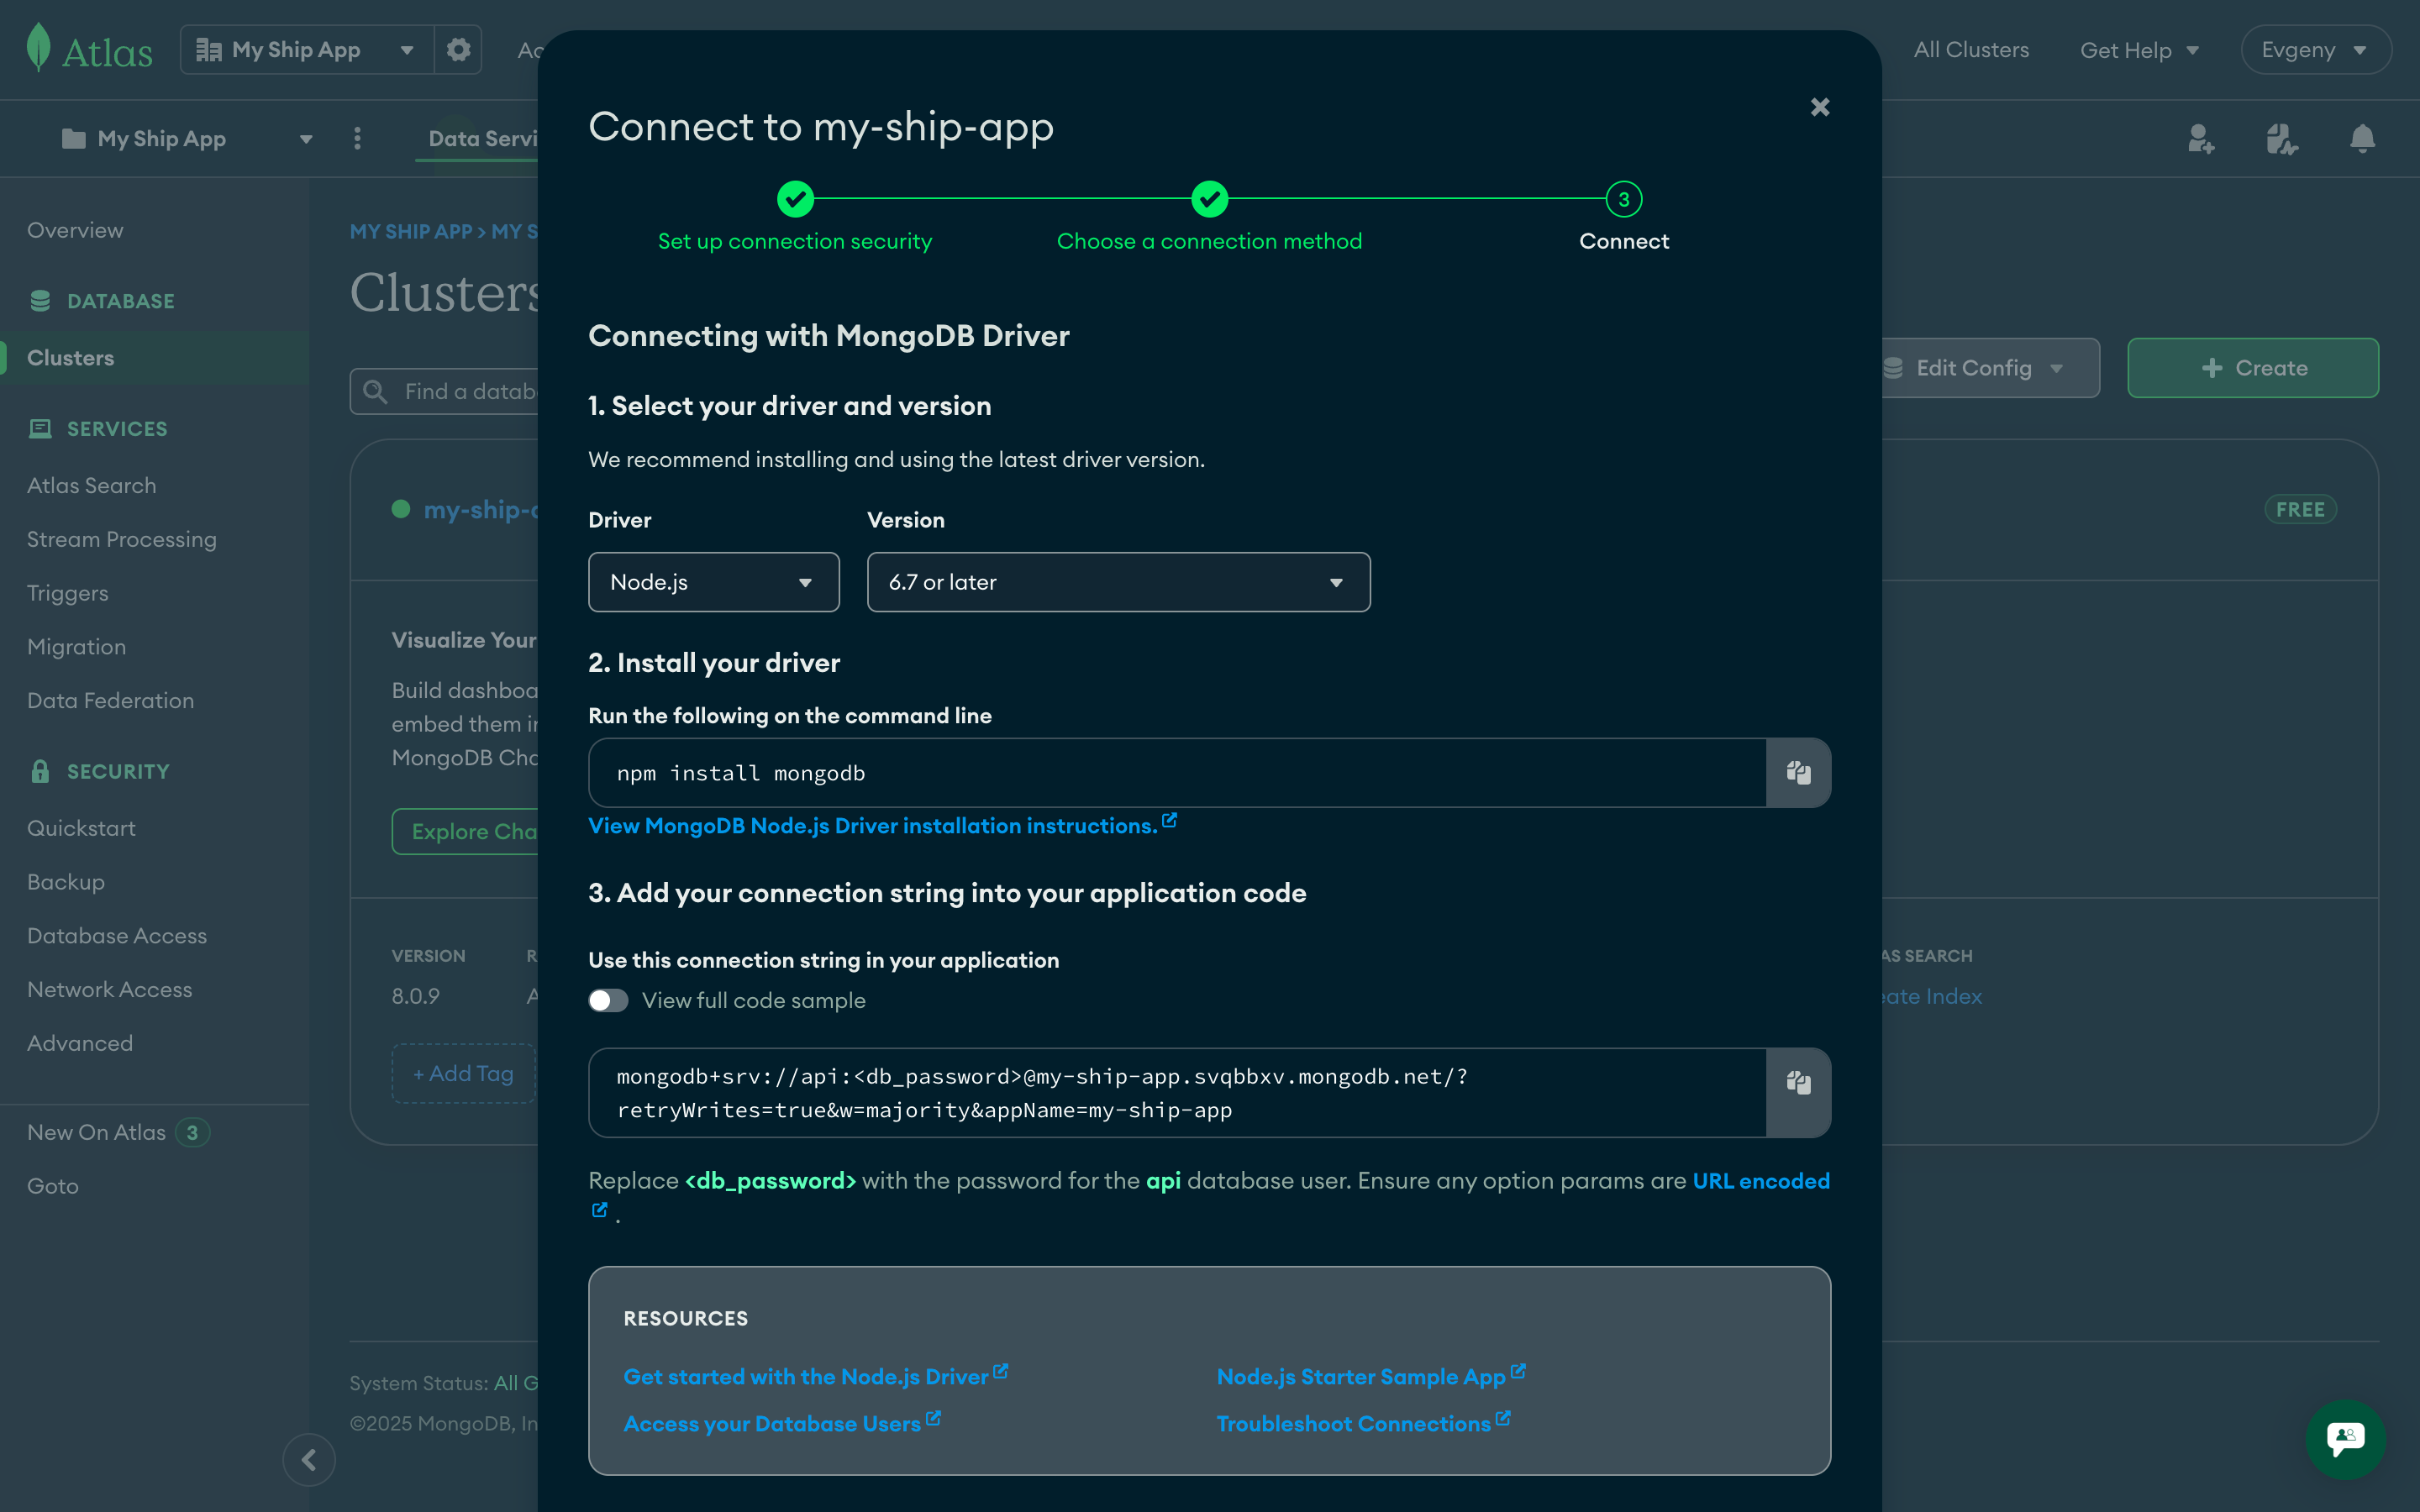 Atlas
My Ship App
All Clusters
Get Help
Evgeny
My Ship App
Data Servi
Overview
DATABASE
Clusters
SERVICES
Atlas Search
Stream Processing
Triggers
Migration
Data Federation
SECURITY
Quickstart
Backup
Database Access
Network Access
Advanced
New On Atlas 3
Goto
MY SHIP APP > MY S
Clusters
Find a datab
Edit Config
+ Create
my-ship-
FREE
Visualize Your
Build dashboa
embed them in
MongoDB Cha
Explore Cha
VERSION
8.0.9
AS SEARCH
eate Index
+ Add Tag
System Status: All G
©2025 MongoDB, In
Connect to my-ship-app
Set up connection security
Choose a connection method
3
Connect
Connecting with MongoDB Driver
1. Select your driver and version
We recommend installing and using the latest driver version.
Driver
Version
Node.js
6.7 or later
2. Install your driver
Run the following on the command line
npm install mongodb
View MongoDB Node.js Driver installation instructions.
3. Add your connection string into your application code
Use this connection string in your application
View full code sample
mongodb+srv://api:<db_password>@my-ship-app.svqbbxv.mongodb.net/?
retryWrites=true&w=majority&appName=my-ship-app
Replace <db_password> with the password for the api database user. Ensure any option params are URL encoded
.
RESOURCES
Get started with the Node.js Driver
Node.js Starter Sample App
Access your Database Users
Troubleshoot Connections